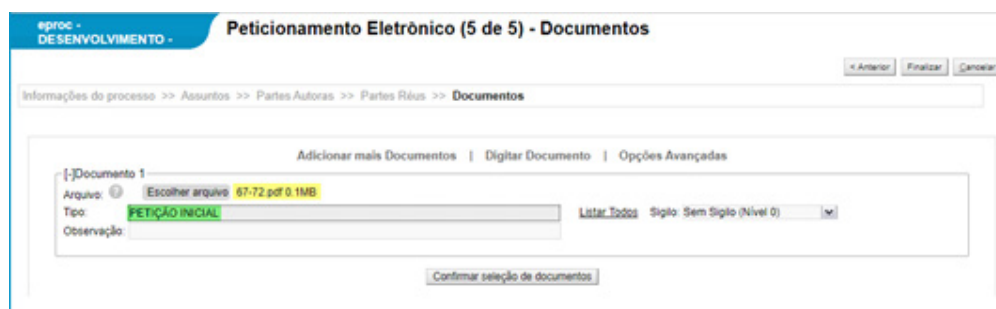 eproc -
DESENVOLVIMENTO -
Peticionamento Eletrônico (5 de 5) - Documentos
< Anterior Finalizar Cancelar
Informações do processo >> Assuntos >> Partes Autoras >> Partes Réus >> Documentos
Adicionar mais Documentos | Digitar Documento | Opções Avançadas
[-]Documento 1
Arquivo: ? Escolher arquivo 67-72.pdf 0.1MB
Tipo: PETIÇÃO INICIAL Listar Todos Sigilo: Sem Sigilo (Nível 0)
Observação:
Confirmar seleção de documentos